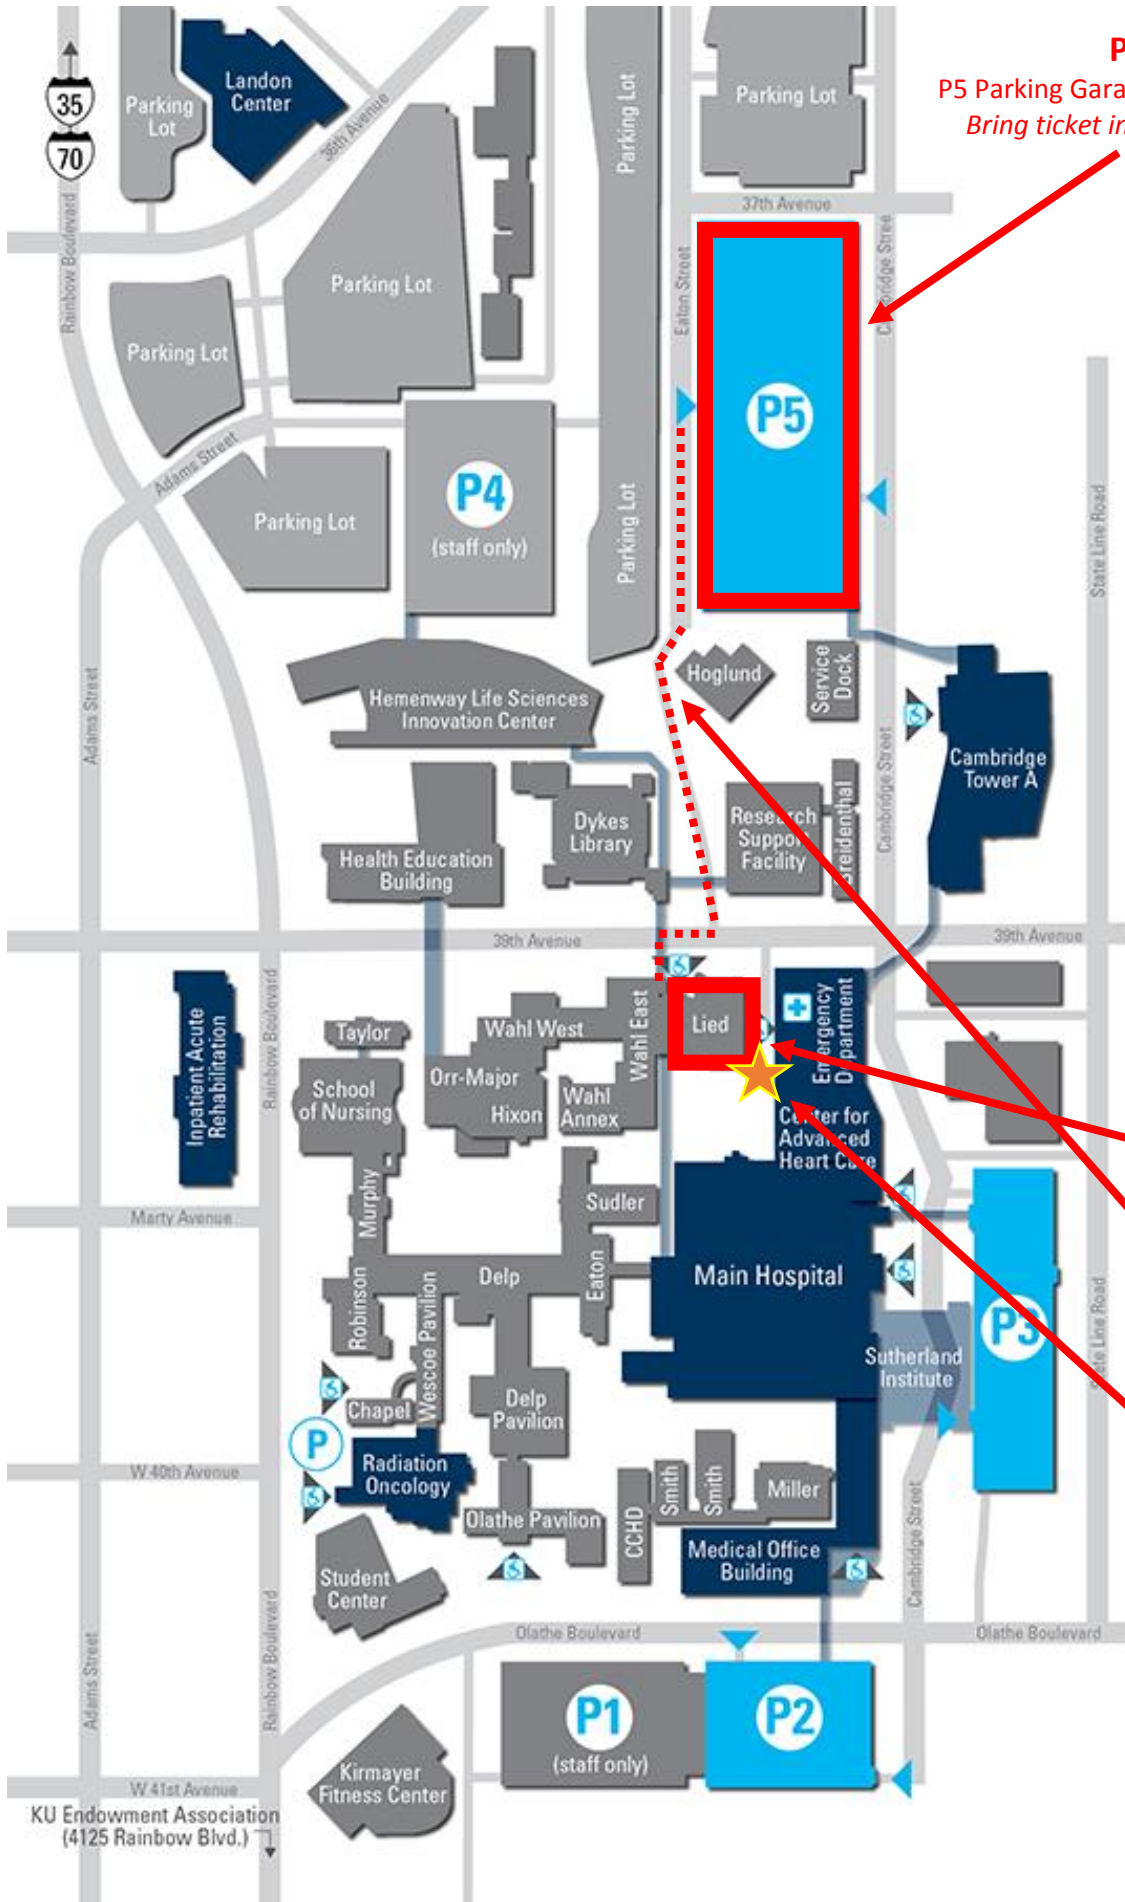 P
P5 Parking Gara
Bring ticket in
35
70
Parking
Lot
Landon
Center
36th Avenue
Parking Lot
Parking Lot
37th Avenue
Rainbow Boulevard
Parking Lot
Eaton Street
Cambridge Stree
Parking Lot
P5
Adams Street
Parking Lot
P4
(staff only)
Parking Lot
State Line Road
Hoglund
Service
Dock
Hemenway Life Sciences
Innovation Center
Adams Street
Cambridge Street
Cambridge
Tower A
Dykes
Library
Research
Support
Facility
Breidenthal
Health Education
Building
39th Avenue
39th Avenue
Inpatient Acute
Rehabilitation
Rainbow Boulevard
Taylor
Wahl West
Wahl East
Lied
Emergency
Department
School
of Nursing
Orr-Major
Hixon
Wahl
Annex
Center for
Advanced
Heart Care
Murphy
Sudler
Marty Avenue
Delp
Eaton
Main Hospital
Robinson
Wescoe Pavilion
P3
State Line Road
Sutherland
Institute
Chapel
Delp
Pavilion
P
Radiation
Oncology
W 40th Avenue
Olathe Pavilion
CCHD
Smith
Smith
Miller
Cambridge Street
Medical Office
Building
Student
Center
Olathe Boulevard
Olathe Boulevard
Adams Street
Rainbow Boulevard
P1
(staff only)
P2
Kirmayer
Fitness Center
W 41st Avenue
KU Endowment Association
(4125 Rainbow Blvd.)